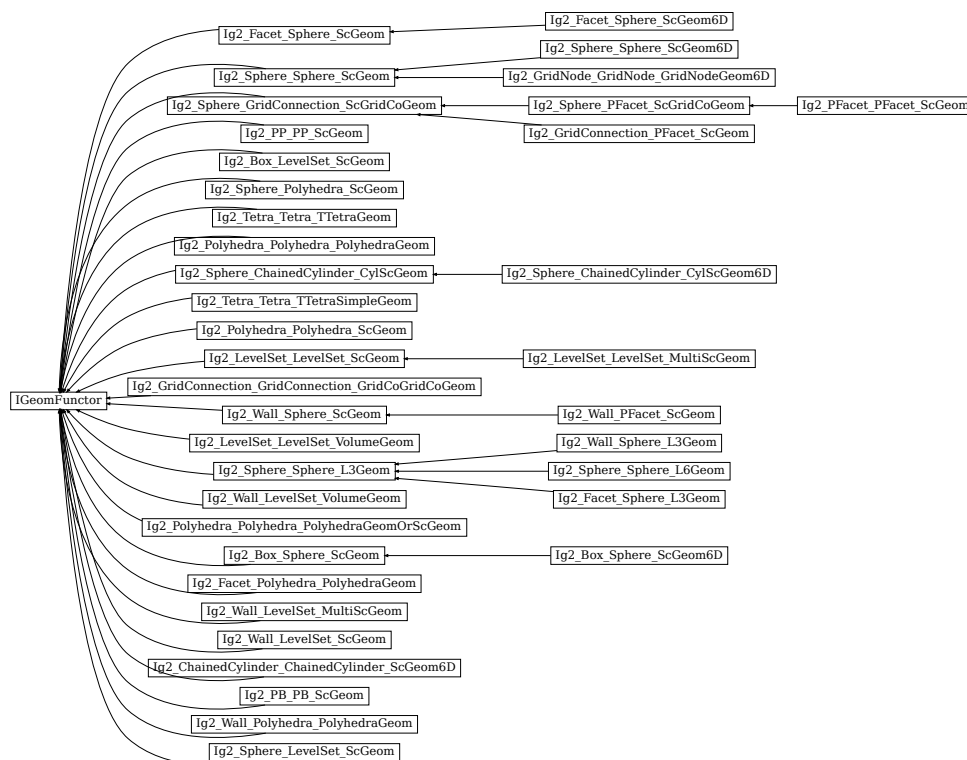 Ig2_Facet_Sphere_ScGeom6D
Ig2_Facet_Sphere_ScGeom
Ig2_Sphere_Sphere_ScGeom6D
Ig2_Sphere_Sphere_ScGeom
Ig2_GridNode_GridNode_GridNodeGeom6D
Ig2_Sphere_GridConnection_ScGridCoGeom
Ig2_Sphere_PFacet_ScGridCoGeom
Ig2_PFacet_PFacet_ScGeom
Ig2_PP_PP_ScGeom
Ig2_GridConnection_PFacet_ScGeom
Ig2_Box_LevelSet_ScGeom
Ig2_Sphere_Polyhedra_ScGeom
Ig2_Tetra_Tetra_TTetraGeom
Ig2_Polyhedra_Polyhedra_PolyhedraGeom
Ig2_Sphere_ChainedCylinder_CylScGeom
Ig2_Sphere_ChainedCylinder_CylScGeom6D
Ig2_Tetra_Tetra_TTetraSimpleGeom
Ig2_Polyhedra_Polyhedra_ScGeom
Ig2_LevelSet_LevelSet_ScGeom
Ig2_LevelSet_LevelSet_MultiScGeom
Ig2_GridConnection_GridConnection_GridCoGridCoGeom
IGeomFunctor
Ig2_Wall_Sphere_ScGeom
Ig2_Wall_PFacet_ScGeom
Ig2_LevelSet_LevelSet_VolumeGeom
Ig2_Wall_Sphere_L3Geom
Ig2_Sphere_Sphere_L3Geom
Ig2_Sphere_Sphere_L6Geom
Ig2_Wall_LevelSet_VolumeGeom
Ig2_Facet_Sphere_L3Geom
Ig2_Polyhedra_Polyhedra_PolyhedraGeomOrScGeom
Ig2_Box_Sphere_ScGeom
Ig2_Box_Sphere_ScGeom6D
Ig2_Facet_Polyhedra_PolyhedraGeom
Ig2_Wall_LevelSet_MultiScGeom
Ig2_Wall_LevelSet_ScGeom
Ig2_ChainedCylinder_ChainedCylinder_ScGeom6D
Ig2_PB_PB_ScGeom
Ig2_Wall_Polyhedra_PolyhedraGeom
Ig2_Sphere_LevelSet_ScGeom